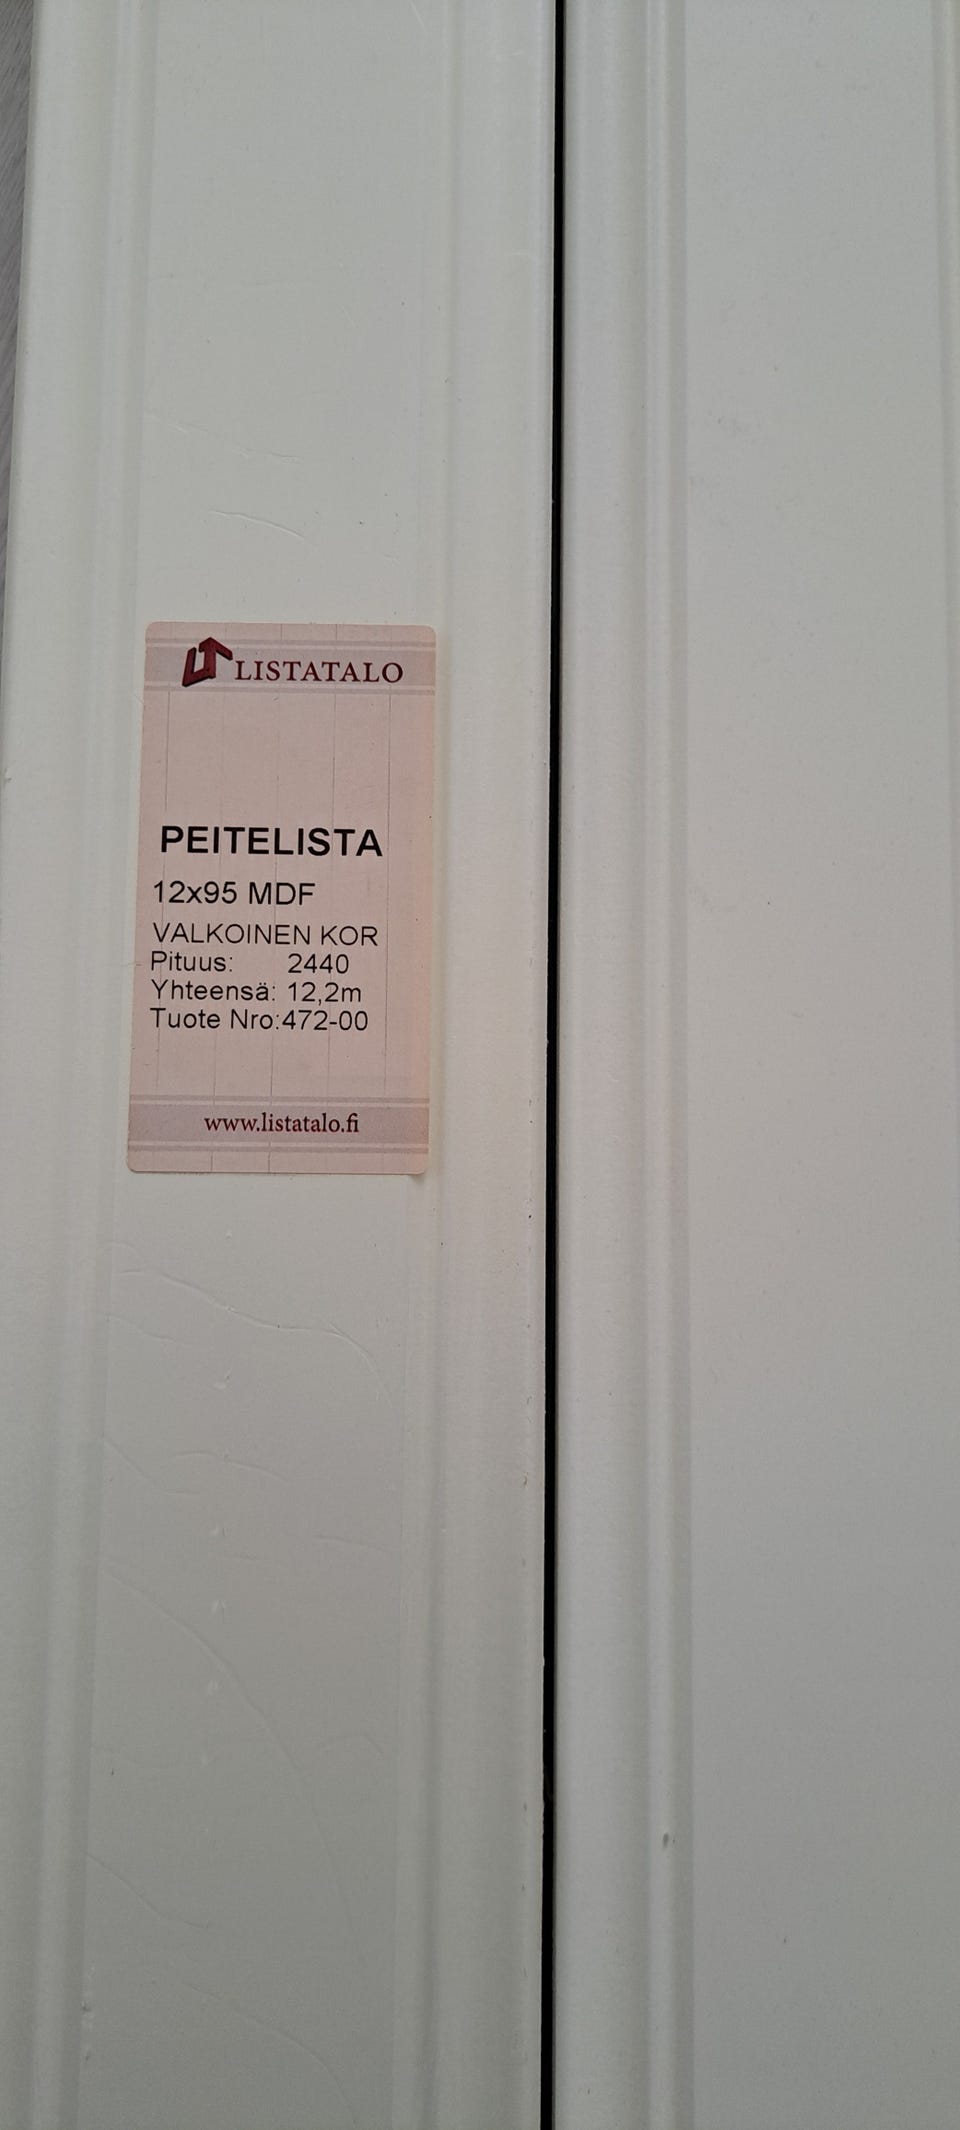 LISTATALO
PEITELISTA
12x95 MDF
VALKOINEN KOR
Pituus: 2440
Yhteensä: 12,2m
Tuote Nro:472-00
www.listatalo.fi